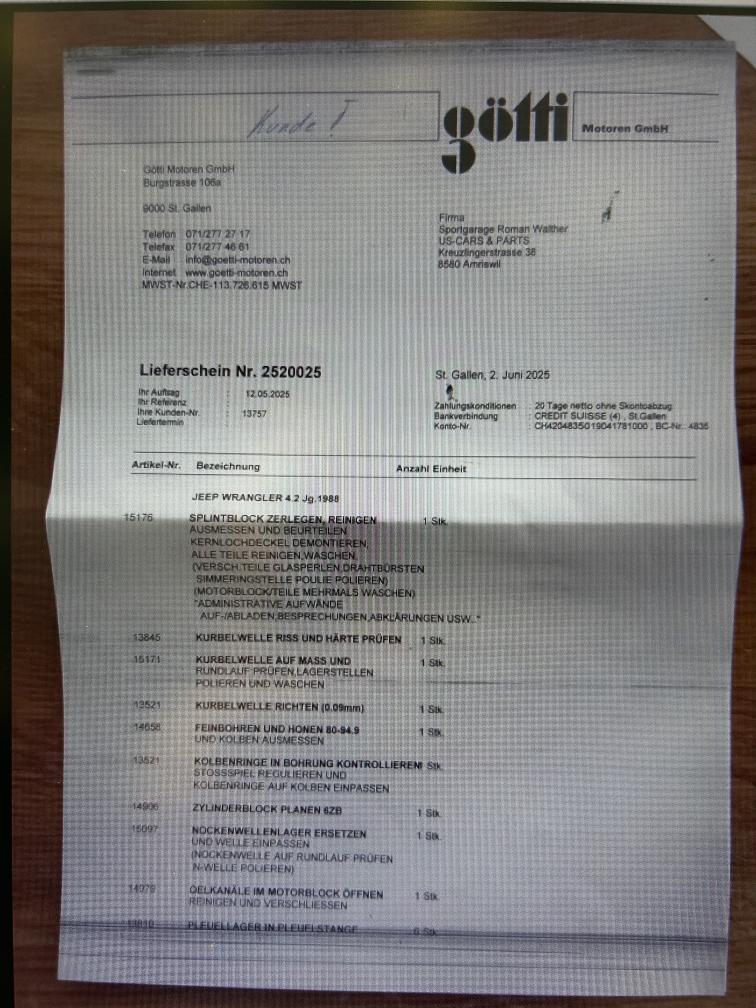 Kunde !
götti
Motoren GmbH
Götti Motoren GmbH
Burgstrasse 106a
9000 St. Gallen
Telefon 071/277 27 17
Telefax 071/277 46 61
E-Mail info@goetti-motoren.ch
Internet www.goetti-motoren.ch
MWST-Nr.CHE-113.726.615 MWST
Firma
Sportgarage Roman Walther
US-CARS & PARTS
Kreuzlingerstrasse 38
8580 Amriswil
Lieferschein Nr. 2520025
St. Gallen, 2. Juni 2025
Ihr Auftrag : 12.05.2025
Ihr Referenz :
Ihre Kunden-Nr. : 13757
Liefertermin
Zahlungskonditionen : 20 Tage netto ohne Skontoabzug
Bankverbindung : CREDIT SUISSE (4) , St.Gallen
Konto-Nr. : CH4204835019041781000 , BC-Nr.: 4835
Artikel-Nr. Bezeichnung Anzahl Einheit
JEEP WRANGLER 4.2 Jg.1988
15176 SPLINTBLOCK ZERLEGEN, REINIGEN 1 Stk.
AUSMESSEN UND BEURTEILEN
KERNLOCHDECKEL DEMONTIEREN,
ALLE TEILE REINIGEN,WASCHEN,
(VERSCH.TEILE GLASPERLEN,DRAHTBÜRSTEN
SIMMERINGSTELLE POULIE POLIEREN)
(MOTORBLOCK/TEILE MEHRMALS WASCHEN)
"ADMINISTRATIVE AUFWÄNDE
AUF-/ABLADEN,BESPRECHUNGEN,ABKLÄRUNGEN USW.."
13845 KURBELWELLE RISS UND HÄRTE PRÜFEN 1 Stk.
15171 KURBELWELLE AUF MASS UND 1 Stk.
RUNDLAUF PRÜFEN,LAGERSTELLEN
POLIEREN UND WASCHEN
13521 KURBELWELLE RICHTEN (0.09mm) 1 Stk.
14658 FEINBOHREN UND HONEN 80-94.9 1 Stk.
UND KOLBEN AUSMESSEN
13521 KOLBENRINGE IN BOHRUNG KONTROLLIEREN 1 Stk.
STOSSSPIEL REGULIEREN UND
KOLBENRINGE AUF KOLBEN EINPASSEN
14906 ZYLINDERBLOCK PLANEN 6ZB 1 Stk.
15097 NOCKENWELLENLAGER ERSETZEN 1 Stk.
UND WELLE EINPASSEN
(NOCKENWELLE AUF RUNDLAUF PRÜFEN
N-WELLE POLIEREN)
14979 OELKANÄLE IM MOTORBLOCK ÖFFNEN 1 Stk.
REINIGEN UND VERSCHLIESSEN
PLEUELLAGER IN PLEUELSTANGE 6 Stk.